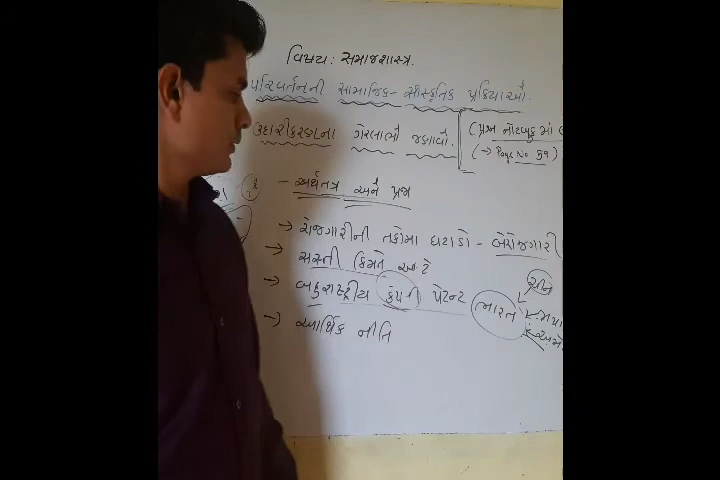 વિષય: સમાજશાસ્ત્ર.
પરિવર્તનની સામાજિક-સાંસ્કૃતિક પ્રક્રિયાઓ.
ઉદારીકરણના ગેરલાભો જણાવો.
(પ્રશ્ન નોટબુકમાં
(→ Page No 59)
- અર્થતંત્ર અને પ્રજા
→ રોજગારીની તકોમા ઘટાડો - બેરોજગારી
→ સસ્તી કિંમતે
→ બહુરાષ્ટ્રીય કંપની પેટન્ટ
→ આર્થિક નીતિ
ચીન
ભારત